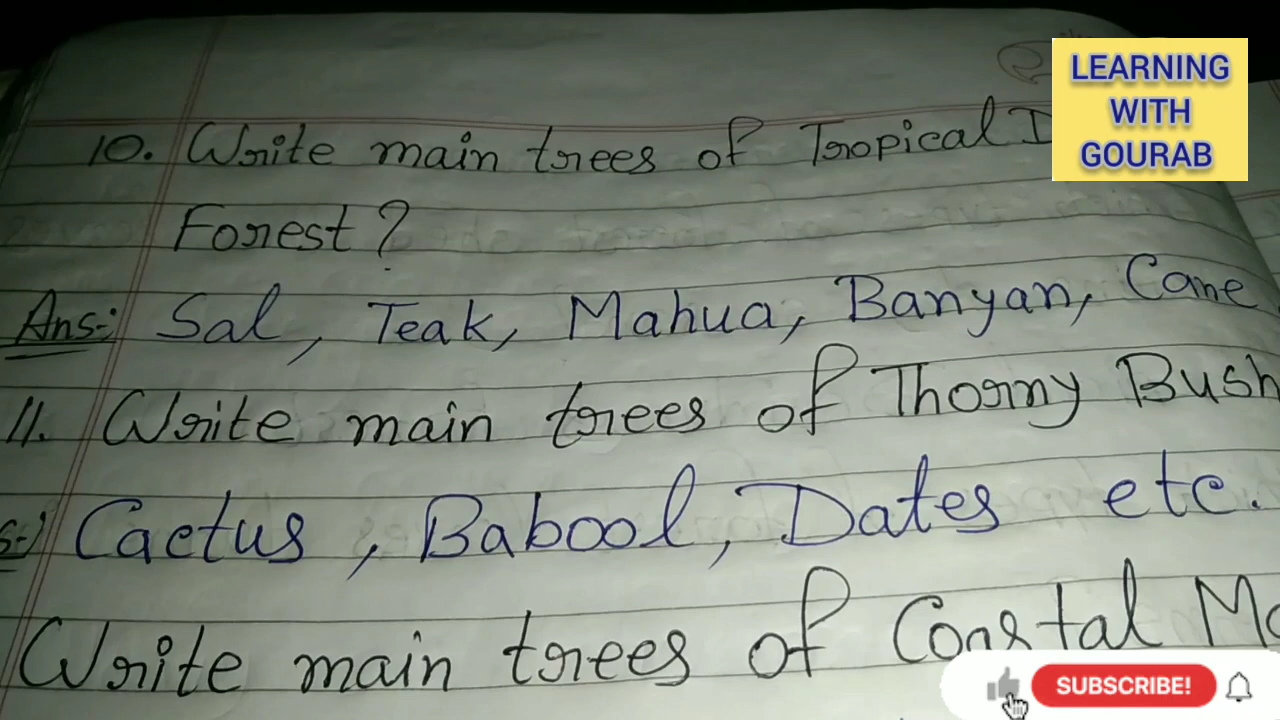 LEARNING
WITH
GOURAB
10. Write main trees of Tropical D
Forest?
Ans:- Sal, Teak, Mahua, Banyan, Cane.
11. Write main trees of Thorny Bush
s:-) Cactus, Babool, Dates etc.
Write main trees of Coastal Ma
SUBSCRIBE!